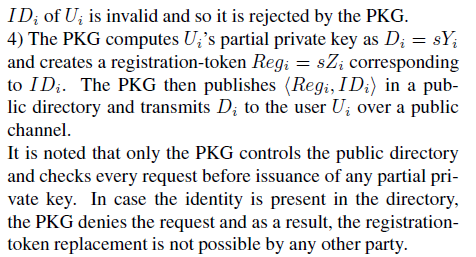 ID_i of U_i is invalid and so it is rejected by the PKG.
4) The PKG computes U_i's partial private key as D_i = sY_i
and creates a registration-token Reg_i = sZ_i corresponding
to ID_i. The PKG then publishes ⟨Reg_i, ID_i⟩ in a pub-
lic directory and transmits D_i to the user U_i over a public
channel.
It is noted that only the PKG controls the public directory
and checks every request before issuance of any partial pri-
vate key. In case the identity is present in the directory,
the PKG denies the request and as a result, the registration-
token replacement is not possible by any other party.